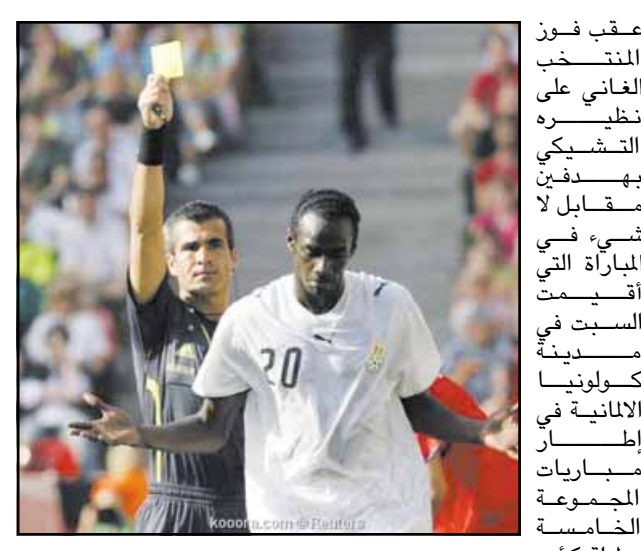 عقب فوز
المنتخب
الغاني على
نظيره
التشيكي
بهدفين
مقابل لا
شيء في
المباراة التي
أقيمت
السبت في
مدينة
كولونيا
الالمانية في
إطار
مباريات
المجموعة
الخامسة
20
kooora.com © Reuters